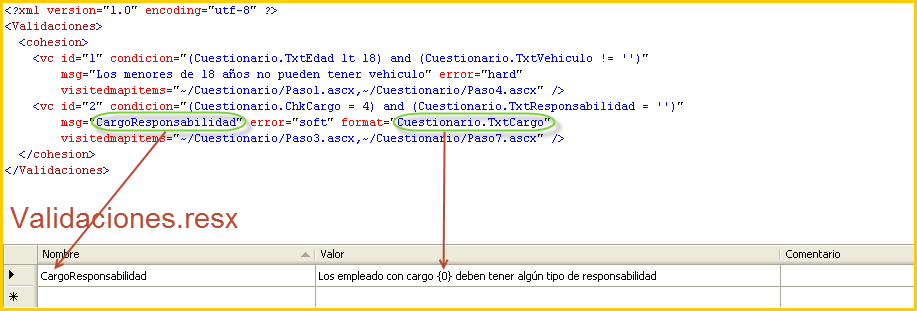 <?xml version="1.0" encoding="utf-8" ?>
<Validaciones>
<cohesion>
<vc id="1" condicion="(Cuestionario.TxtEdad lt 18) and (Cuestionario.TxtVehiculo != '')"
msg="Los menores de 18 años no pueden tener vehiculo" error="hard"
visitedmapitems="~/Cuestionario/Paso1.ascx,~/Cuestionario/Paso4.ascx" />
<vc id="2" condicion="(Cuestionario.ChkCargo = 4) and (Cuestionario.TxtResponsabilidad = '')"
msg="CargoResponsabilidad" error="soft" format="Cuestionario.TxtCargo"
visitedmapitems="~/Cuestionario/Paso3.ascx,~/Cuestionario/Paso7.ascx" />
</cohesion>
</Validaciones>
Validaciones.resx
Nombre Valor Comentario
CargoResponsabilidad Los empleado con cargo {0} deben tener algún tipo de responsabilidad